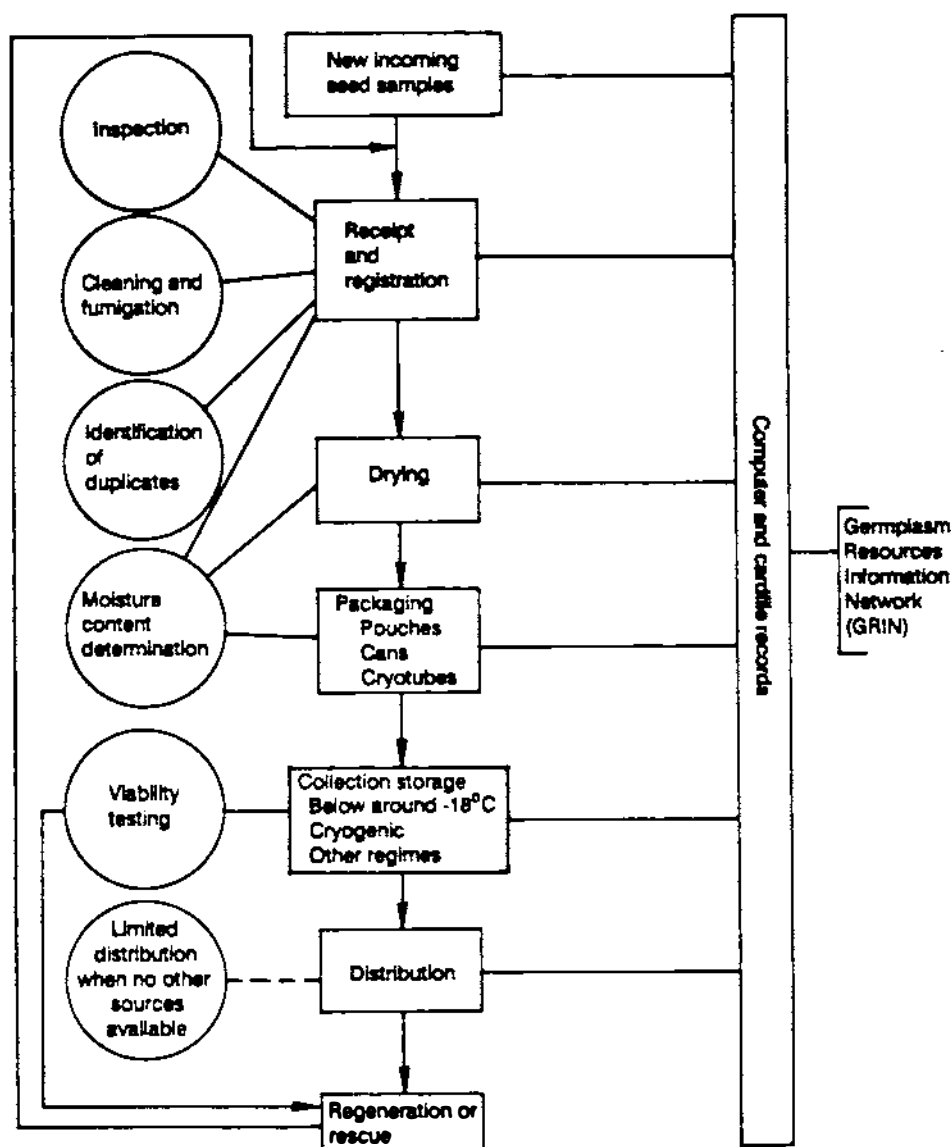 New incoming
seed samples
Inspection
Receipt
and
registration
Cleaning and
fumigation
Identification
of
duplicates
Drying
Moisture
content
determination
Packaging
Pouches
Cans
Cryotubes
Viability
testing
Collection storage
Below around -18°C
Cryogenic
Other regimes
Limited
distribution
when no other
sources
available
Distribution
Regeneration or
rescue
Computer and cardfile records
Germplasm
Resources
Information
Network
(GRIN)